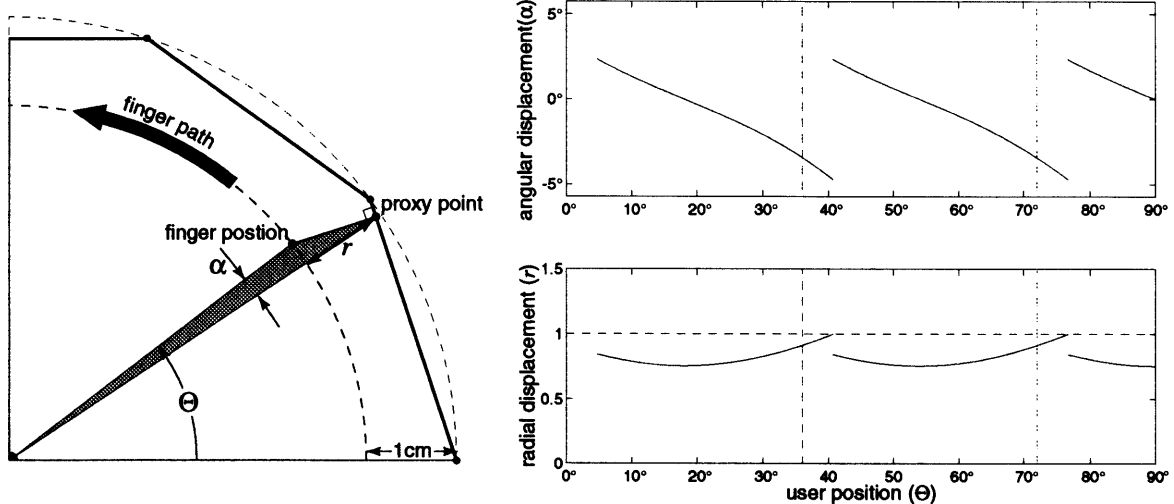 finger path
proxy point
finger postion
r
α
Θ
1cm
angular displacement(α)
5°
0°
-5°
0° 10° 20° 30° 40° 50° 60° 70° 80° 90°
radial displacement (r)
1.5
1
0.5
0
0° 10° 20° 30° 40° 50° 60° 70° 80° 90°
user position (Θ)